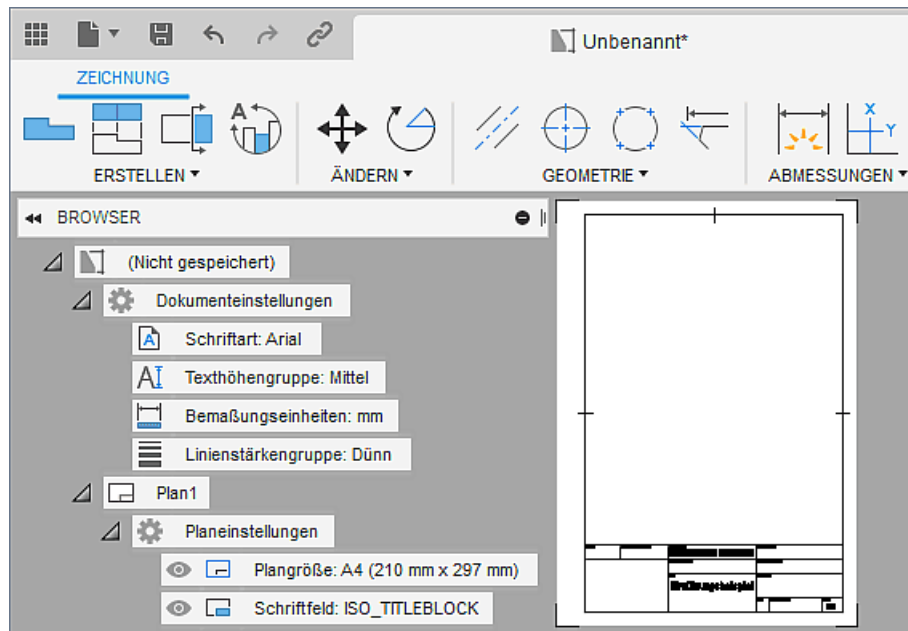 Unbenannt*
ZEICHNUNG
ERSTELLEN ÄNDERN GEOMETRIE ABMESSUNGEN
BROWSER
(Nicht gespeichert)
Dokumenteinstellungen
Schriftart: Arial
Texthöhengruppe: Mittel
Bemaßungseinheiten: mm
Linienstärkengruppe: Dünn
Plan1
Planeinstellungen
Plangröße: A4 (210 mm x 297 mm)
Schriftfeld: ISO_TITLEBLOCK